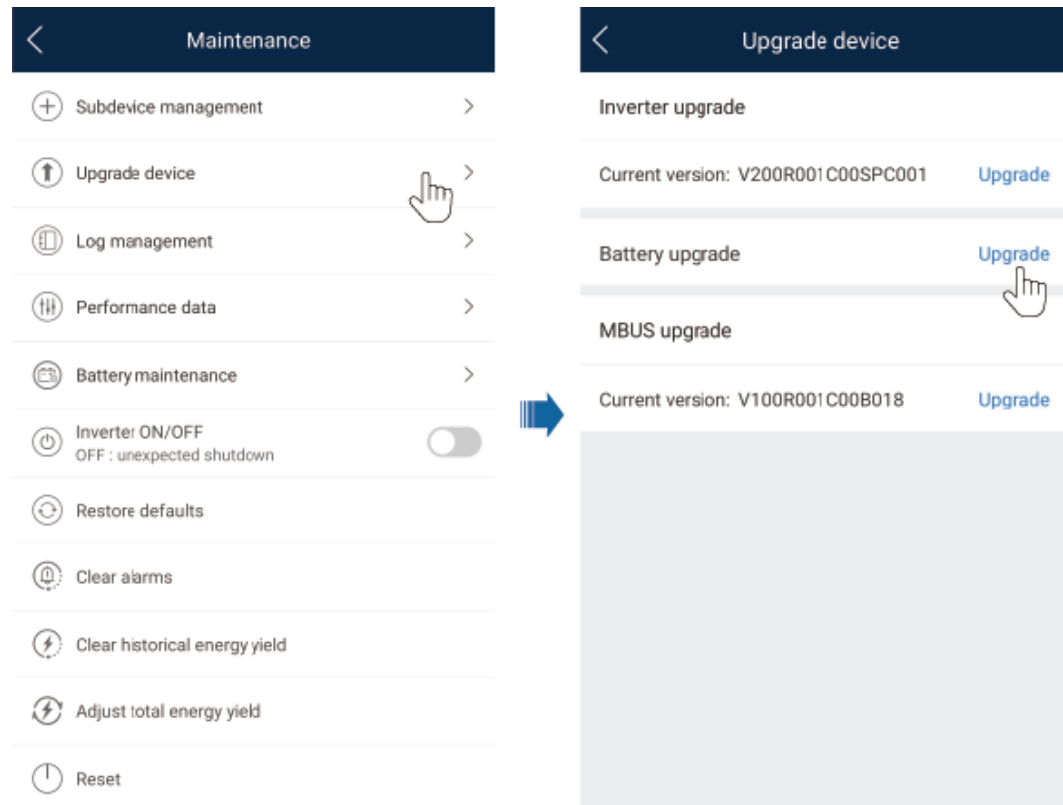 Maintenance
Subdevice management
Upgrade device
Log management
Performance data
Battery maintenance
Inverter ON/OFF
OFF : unexpected shutdown
Restore defaults
Clear alarms
Clear historical energy yield
Adjust total energy yield
Reset
Upgrade device
Inverter upgrade
Current version: V200R001C00SPC001 Upgrade
Battery upgrade Upgrade
MBUS upgrade
Current version: V100R001C00B018 Upgrade